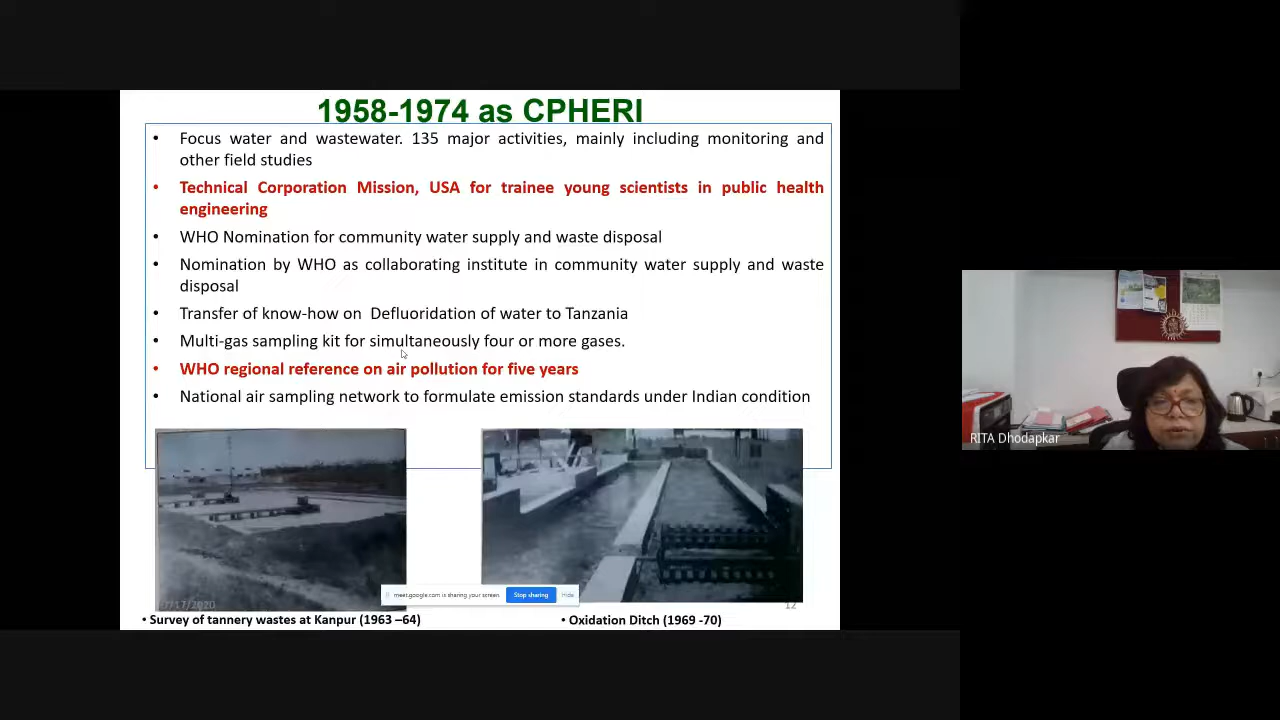 1958-1974 as CPHERI
• Focus water and wastewater. 135 major activities, mainly including monitoring and
other field studies
• Technical Corporation Mission, USA for trainee young scientists in public health
engineering
• WHO Nomination for community water supply and waste disposal
• Nomination by WHO as collaborating institute in community water supply and waste
disposal
• Transfer of know-how on Defluoridation of water to Tanzania
• Multi-gas sampling kit for simultaneously four or more gases.
• WHO regional reference on air pollution for five years
• National air sampling network to formulate emission standards under Indian condition
RITA Dhodapkar
meet.google.com is sharing your screen. Stop sharing Hide
7/17/2020
12
• Survey of tannery wastes at Kanpur (1963 –64)
• Oxidation Ditch (1969 -70)